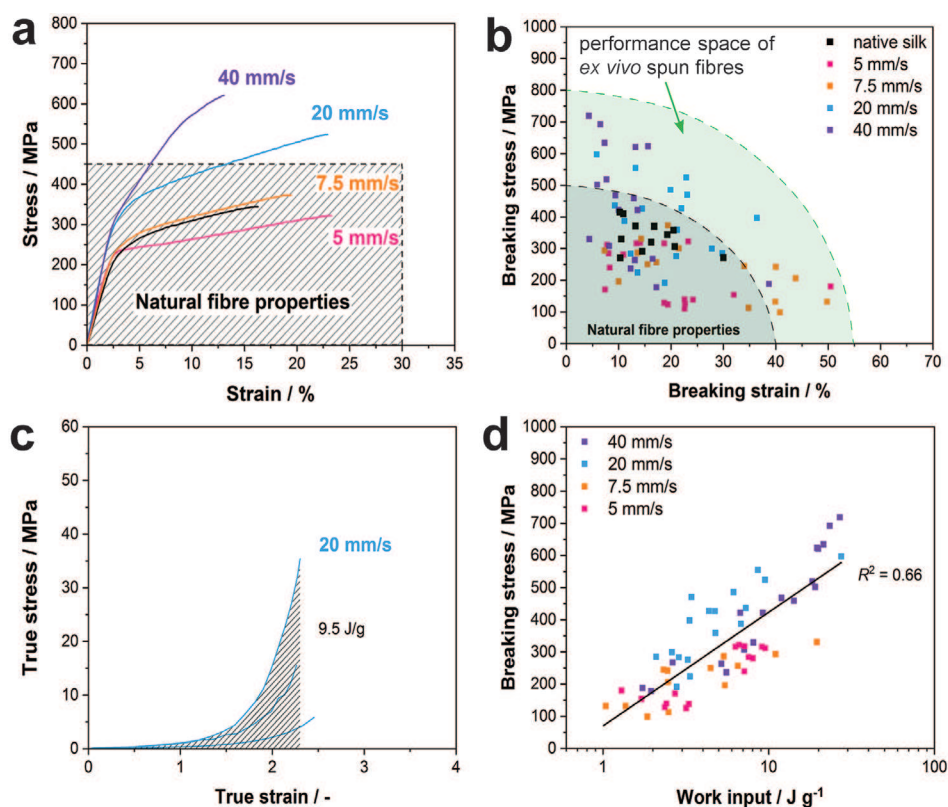 a
800
700
600
500
400
300
200
100
0
Stress / MPa
40 mm/s
20 mm/s
7.5 mm/s
5 mm/s
Natural fibre properties
0 5 10 15 20 25 30 35
Strain / %
b
1000
900
800
700
600
500
400
300
200
100
0
Breaking stress / MPa
performance space of
ex vivo spun fibres
native silk
5 mm/s
7.5 mm/s
20 mm/s
40 mm/s
Natural fibre properties
0 10 20 30 40 50 60 70
Breaking strain / %
c
60
50
40
30
20
10
0
True stress / MPa
20 mm/s
9.5 J/g
0 1 2 3 4
True strain / -
d
1000
900
800
700
600
500
400
300
200
100
0
Breaking stress / MPa
40 mm/s
20 mm/s
7.5 mm/s
5 mm/s
R² = 0.66
1 10 100
Work input / J g⁻¹